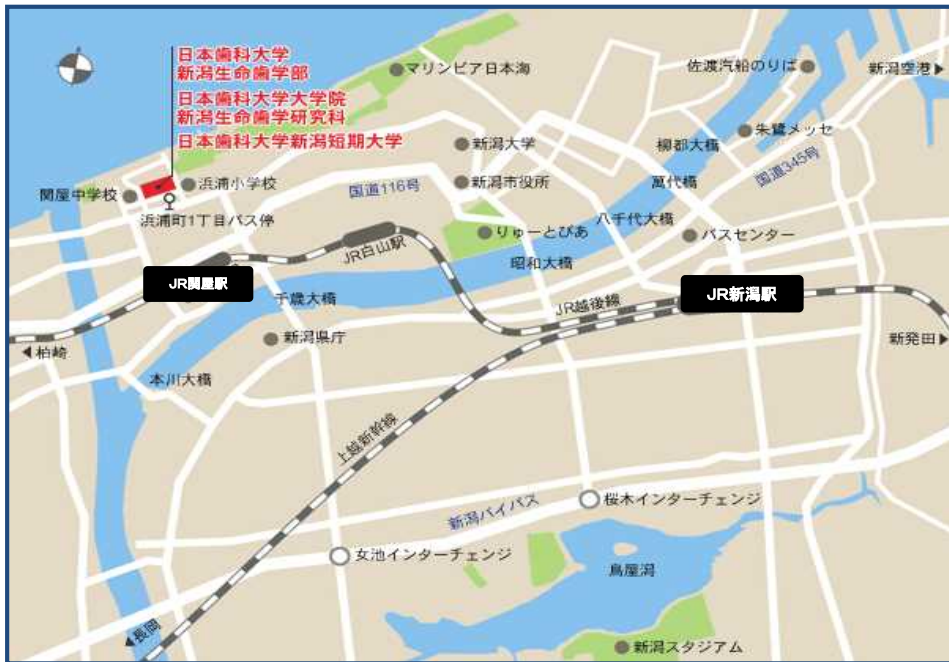 日本歯科大学
新潟生命歯学部
日本歯科大学大学院
新潟生命歯学研究科
日本歯科大学新潟短期大学
マリンピア日本海
佐渡汽船のりば
新潟空港▶
朱鷺メッセ
新潟大学
柳都大橋
国道345号
関屋中学校
浜浦小学校
国道116号
新潟市役所
萬代橋
浜浦町1丁目バス停
八千代大橋
りゅーとぴあ
バスセンター
JR白山駅
昭和大橋
JR関屋駅
千歳大橋
JR越後線
JR新潟駅
新潟県庁
新発田▶
◀柏崎
本川大橋
上越新幹線
新潟バイパス
桜木インターチェンジ
女池インターチェンジ
鳥屋潟
◀長岡
新潟スタジアム